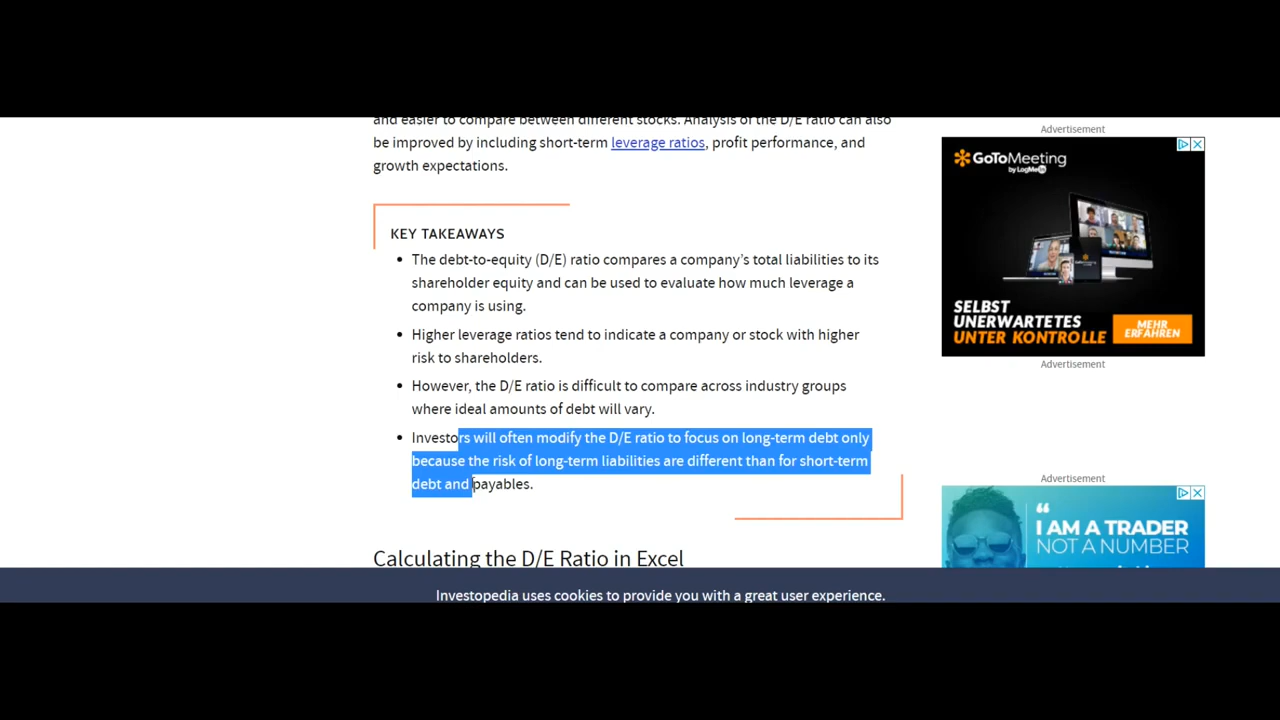 and easier to compare between different stocks. Analysis of the D/E ratio can also
be improved by including short-term leverage ratios, profit performance, and
growth expectations.
KEY TAKEAWAYS
• The debt-to-equity (D/E) ratio compares a company's total liabilities to its
shareholder equity and can be used to evaluate how much leverage a
company is using.
• Higher leverage ratios tend to indicate a company or stock with higher
risk to shareholders.
• However, the D/E ratio is difficult to compare across industry groups
where ideal amounts of debt will vary.
• Investors will often modify the D/E ratio to focus on long-term debt only
because the risk of long-term liabilities are different than for short-term
debt and payables.
Calculating the D/E Ratio in Excel
Advertisement
GoToMeeting
by LogMeIn
SELBST
UNERWARTETES
UNTER KONTROLLE
MEHR
ERFAHREN
Advertisement
Advertisement
“
I AM A TRADER
NOT A NUMBER
Investopedia uses cookies to provide you with a great user experience.